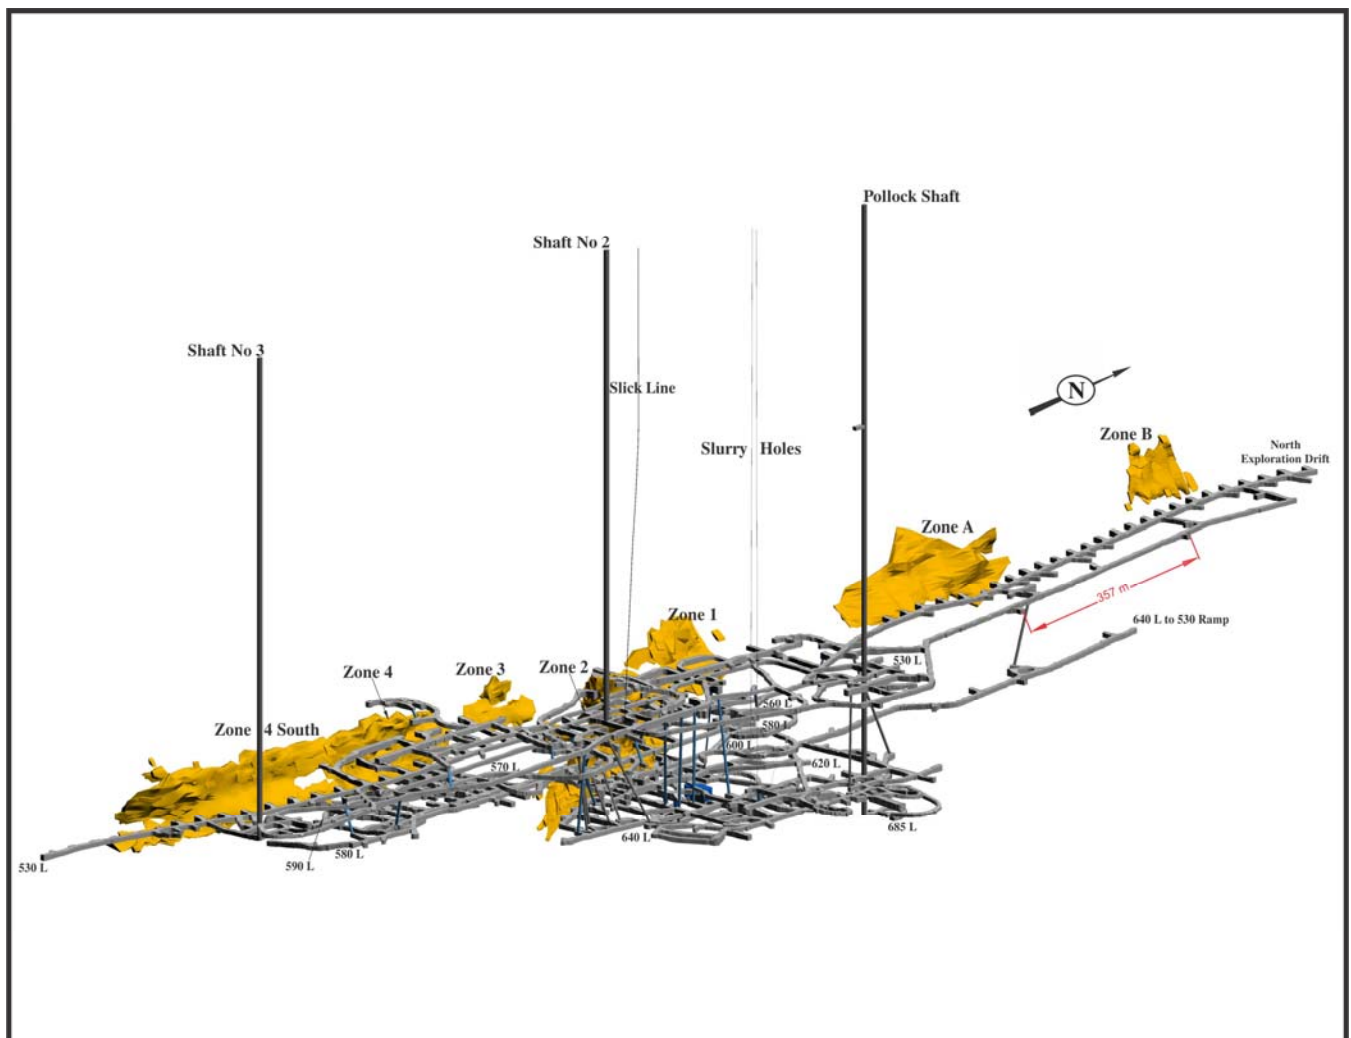 Pollock Shaft
Shaft No 2
Shaft No 3
Slick Line
N
Slurry Holes
Zone B
North
Exploration Drift
Zone A
357 m
Zone 1
640 L to 530 Ramp
Zone 2
Zone 3
Zone 4
530 L
560 L
Zone 4 South
580 L
600 L
570 L
620 L
685 L
640 L
580 L
590 L
530 L